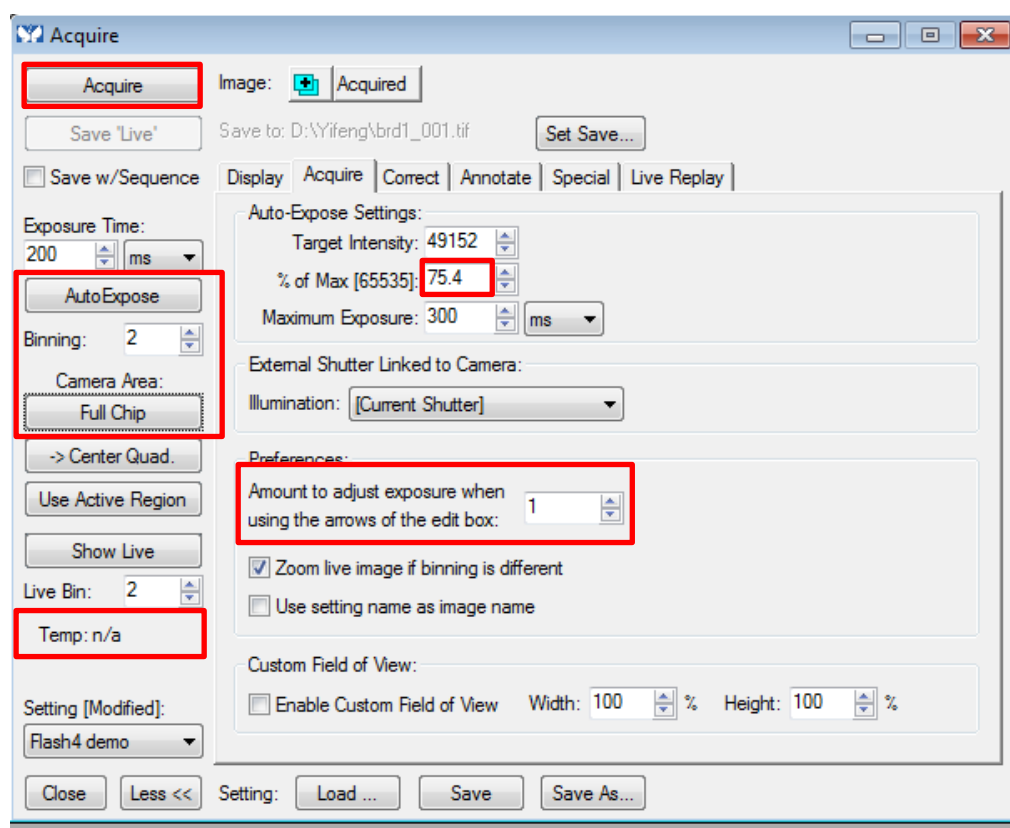 Acquire
Acquire
Image:
Acquired
Save 'Live'
Save to: D:\Yifeng\brd1_001.tif
Set Save...
Save w/Sequence
Display
Acquire
Correct
Annotate
Special
Live Replay
Exposure Time:
200
ms
AutoExpose
Binning:
2
Camera Area:
Full Chip
-> Center Quad.
Use Active Region
Show Live
Live Bin:
2
Temp: n/a
Setting [Modified]:
Flash4 demo
Auto-Expose Settings:
Target Intensity: 49152
% of Max [65535]: 75.4
Maximum Exposure: 300 ms
External Shutter Linked to Camera:
Illumination: [Current Shutter]
Preferences:
Amount to adjust exposure when
using the arrows of the edit box:
1
Zoom live image if binning is different
Use setting name as image name
Custom Field of View:
Enable Custom Field of View Width: 100 % Height: 100 %
Close
Less <<
Setting:
Load ...
Save
Save As...